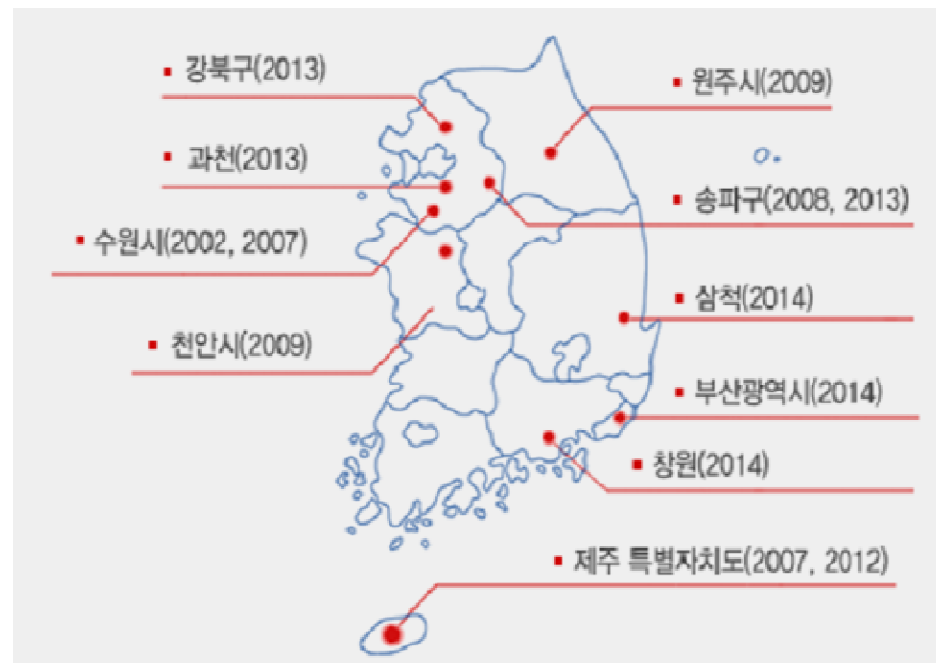 ▪ 강북구(2013)
▪ 과천(2013)
▪ 수원시(2002, 2007)
▪ 천안시(2009)
▪ 원주시(2009)
▪ 송파구(2008, 2013)
▪ 삼척(2014)
▪ 부산광역시(2014)
▪ 창원(2014)
▪ 제주 특별자치도(2007, 2012)